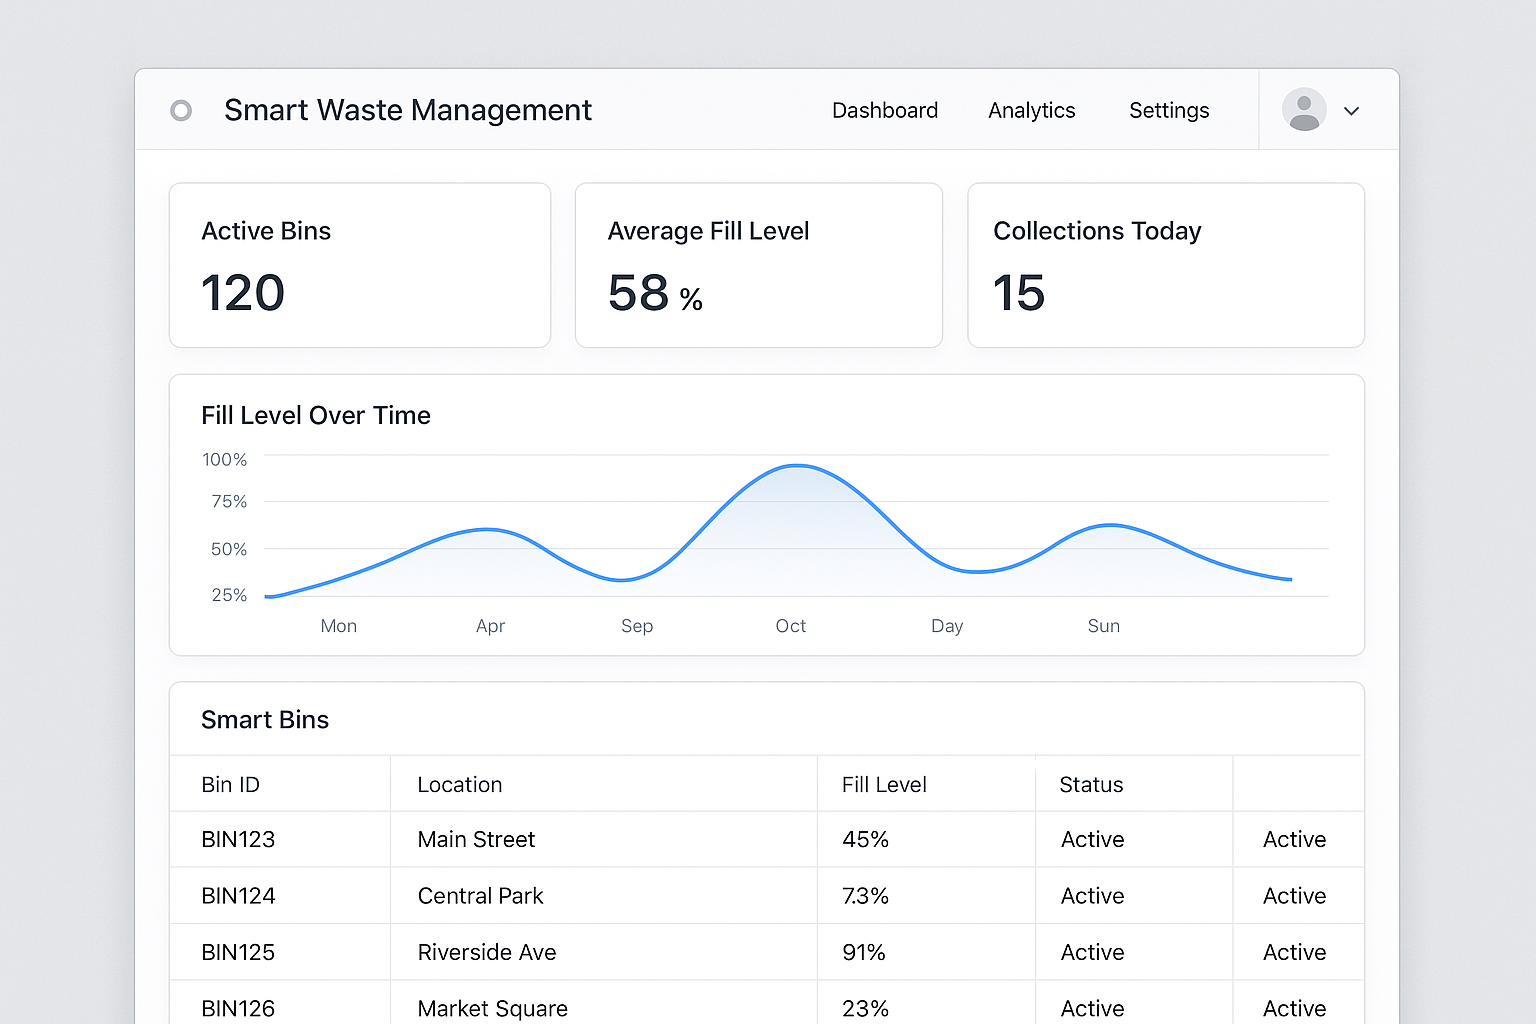 Smart Waste Management Dashboard Analytics Settings
Active Bins Average Fill Level Collections Today
120 58 % 15
Fill Level Over Time
100%
75%
50%
25%
Mon Apr Sep Oct Day Sun
Smart Bins
Bin ID Location Fill Level Status
BIN123 Main Street 45% Active Active
BIN124 Central Park 7.3% Active Active
BIN125 Riverside Ave 91% Active Active
BIN126 Market Square 23% Active Active